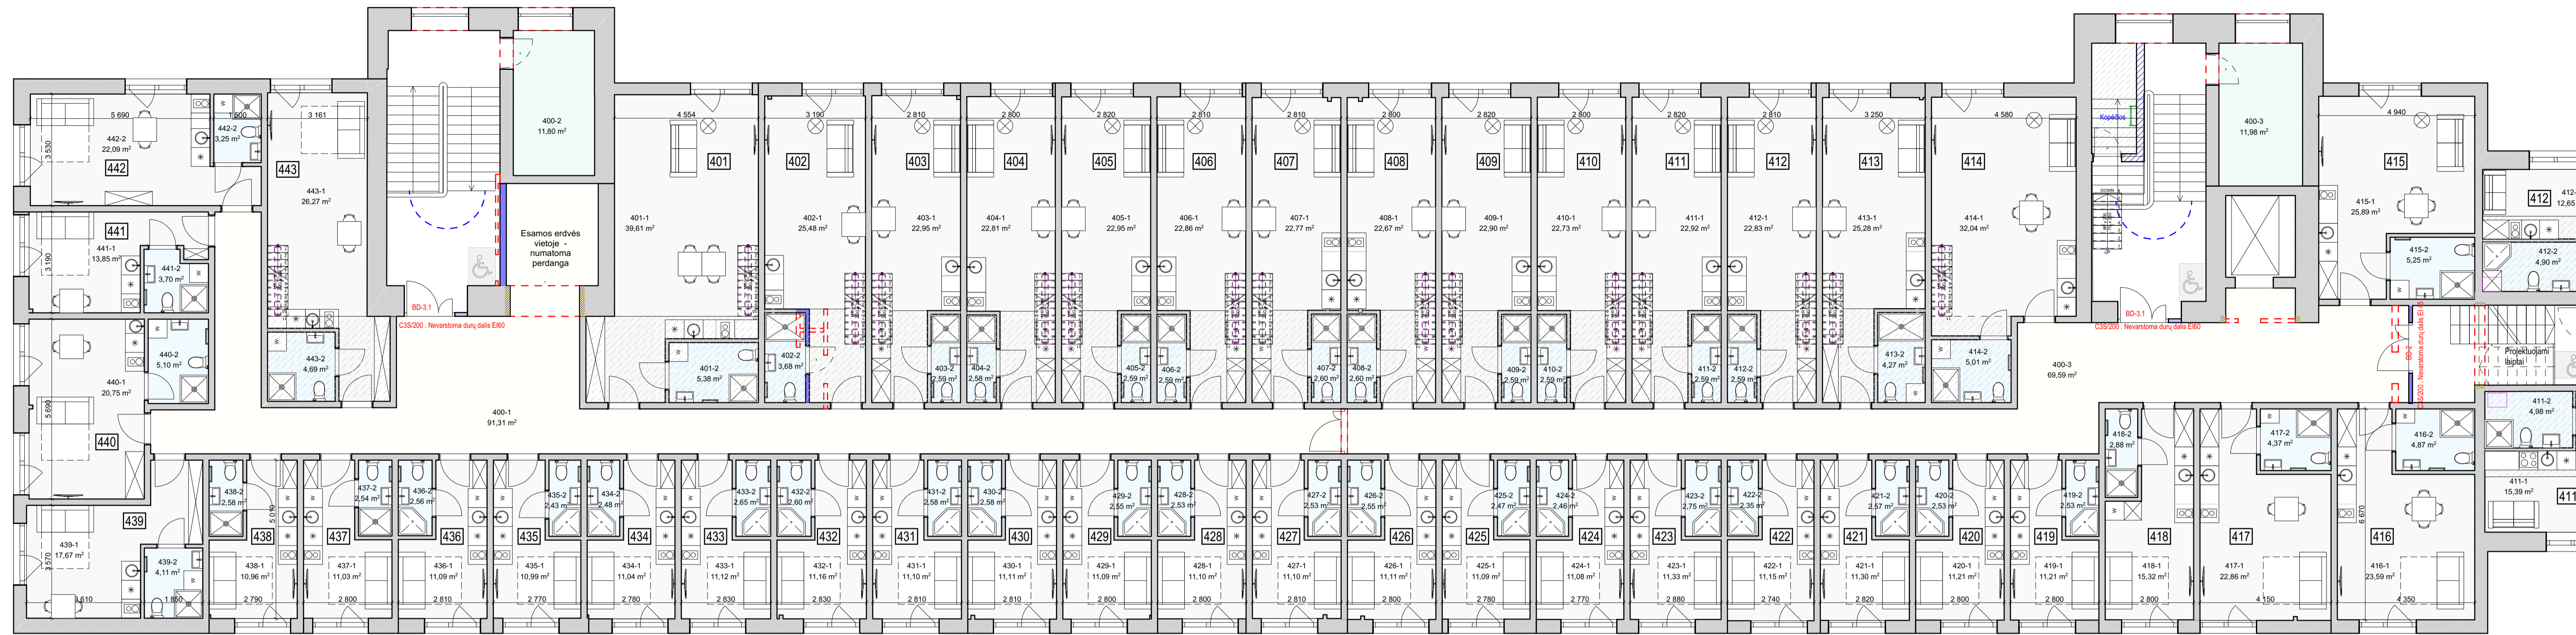 5 690
442-2
22,09 m²
442
3 530
W
1 500
442-2
3,25 m²
3 161
443
443-1
26,27 m²
443-2
4,69 m²
W
441
441-1
13,85 m²
3 190
441-2
3,70 m²
W
440-2
5,10 m²
W
440-1
20,75 m²
5 690
440
439
439-1
17,67 m²
3 570
439-2
4,11 m²
W
3 610
1 850
400-2
11,80 m²
Esamos erdvės
vietoje -
numatoma
perdanga
BD-3.1
C3S/200 . Nevarstoma durų dalis EI60
400-1
91,31 m²
4 554
401
401-1
39,61 m²
401-2
5,38 m²
W
3 190
402
402-1
25,48 m²
402-2
3,68 m²
W
2 810
403
403-1
22,95 m²
403-2
2,59 m²
W
2 800
404
404-1
22,81 m²
404-2
2,58 m²
W
2 820
405
405-1
22,95 m²
405-2
2,59 m²
W
2 810
406
406-1
22,86 m²
406-2
2,59 m²
W
2 810
407
407-1
22,77 m²
407-2
2,60 m²
W
2 800
408
408-1
22,67 m²
408-2
2,60 m²
W
2 820
409
409-1
22,90 m²
409-2
2,59 m²
W
2 800
410
410-1
22,73 m²
410-2
2,59 m²
W
2 820
411
411-1
22,92 m²
411-2
2,59 m²
W
2 810
412
412-1
22,83 m²
412-2
2,59 m²
W
3 250
413
413-1
25,28 m²
413-2
4,27 m²
W
4 580
414
414-1
32,04 m²
414-2
5,01 m²
W
Kopėčios
DOWN
BD-3.1
C3S/200 . Nevarstoma durų dalis EI60
400-3
11,98 m²
400-3
69,59 m²
4 940
415
415-1
25,89 m²
415-2
5,25 m²
W
BD-2
C3S/200 . Nevarstoma durų dalis EI45
Projektuojami
laiptai
412
412-
12,65
412-2
4,90 m²
411-2
4,98 m²
411-1
15,39 m²
411
438-2
2,58 m²
5 010
438
438-1
10,96 m²
2 790
W
437-2
2,54 m²
437
437-1
11,03 m²
2 800
W
436-2
2,56 m²
436
436-1
11,09 m²
2 810
W
435-2
2,43 m²
435
435-1
10,99 m²
2 770
W
434-2
2,48 m²
434
434-1
11,04 m²
2 780
W
433-2
2,65 m²
433
433-1
11,12 m²
2 830
W
432-2
2,60 m²
432
432-1
11,16 m²
2 830
W
431-2
2,58 m²
431
431-1
11,10 m²
2 810
W
430-2
2,58 m²
430
430-1
11,11 m²
2 810
W
429-2
2,55 m²
429
429-1
11,09 m²
2 800
W
428-2
2,53 m²
428
428-1
11,10 m²
2 800
W
427-2
2,53 m²
427
427-1
11,10 m²
2 810
W
426-2
2,55 m²
426
426-1
11,11 m²
2 800
W
425-2
2,47 m²
425
425-1
11,09 m²
2 780
W
424-2
2,46 m²
424
424-1
11,08 m²
2 770
W
423-2
2,75 m²
423
423-1
11,33 m²
2 880
W
422-2
2,35 m²
422
422-1
11,15 m²
2 740
W
421-2
2,57 m²
421
421-1
11,30 m²
2 820
W
420-2
2,53 m²
420
420-1
11,21 m²
2 800
W
419-2
2,53 m²
419
419-1
11,21 m²
2 800
W
418-2
2,88 m²
418
418-1
15,32 m²
2 800
W
417-2
4,37 m²
417
417-1
22,86 m²
4 150
W
416-2
4,87 m²
6 670
416
416-1
23,59 m²
4 350
W